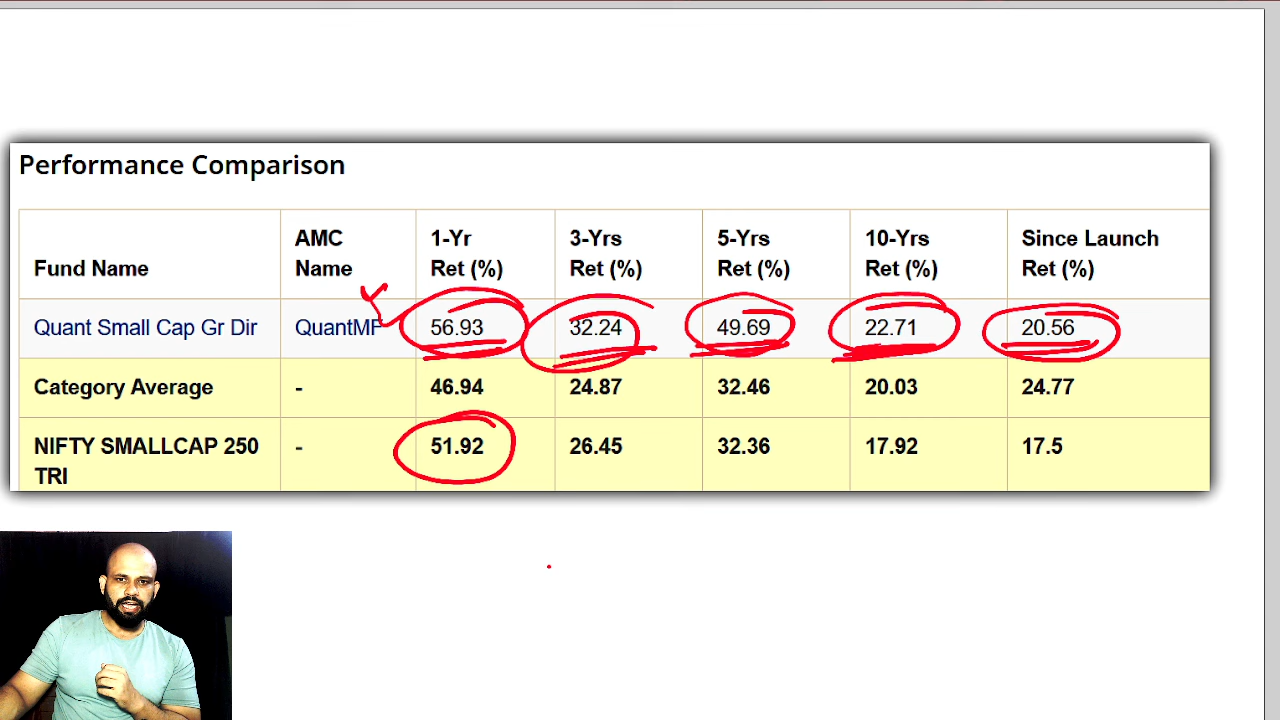 Performance Comparison
Fund Name AMC Name 1-Yr Ret (%) 3-Yrs Ret (%) 5-Yrs Ret (%) 10-Yrs Ret (%) Since Launch Ret (%)
Quant Small Cap Gr Dir QuantMF 56.93 32.24 49.69 22.71 20.56
Category Average - 46.94 24.87 32.46 20.03 24.77
NIFTY SMALLCAP 250 TRI - 51.92 26.45 32.36 17.92 17.5